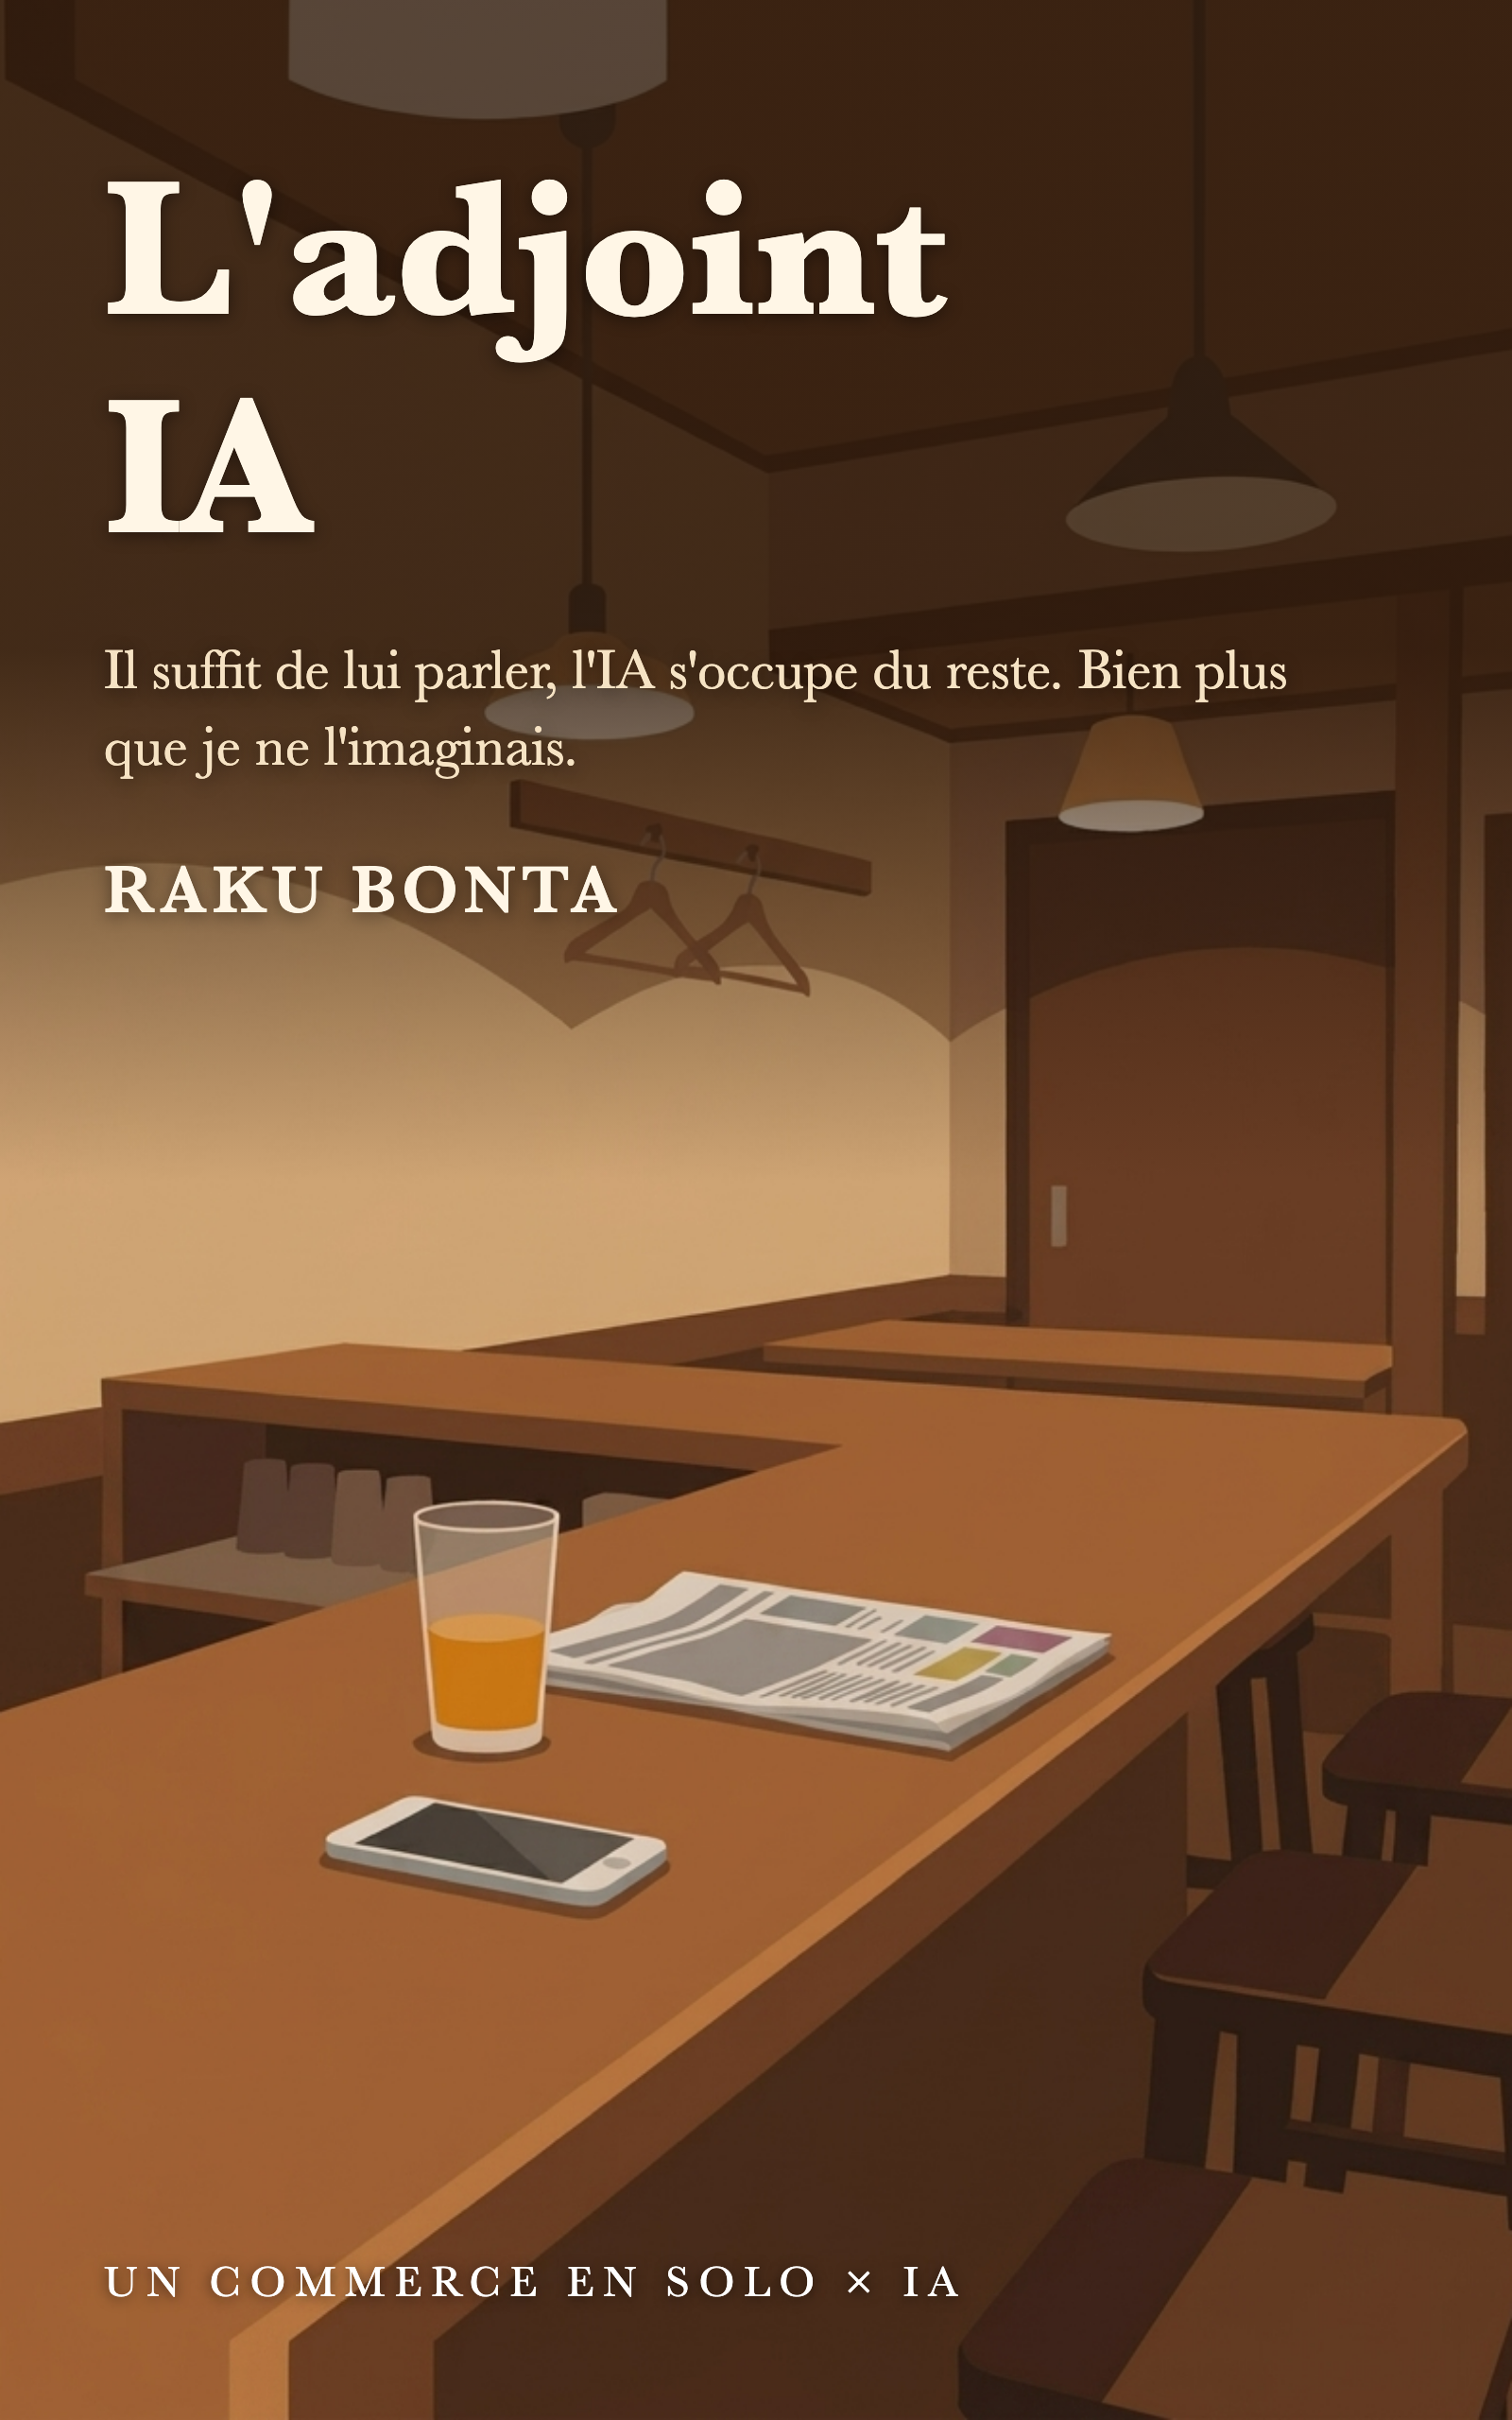 L'adjoint
IA
Il suffit de lui parler, l'IA s'occupe du reste. Bien plus
que je ne l'imaginais.
RAKU BONTA
UN COMMERCE EN SOLO × IA